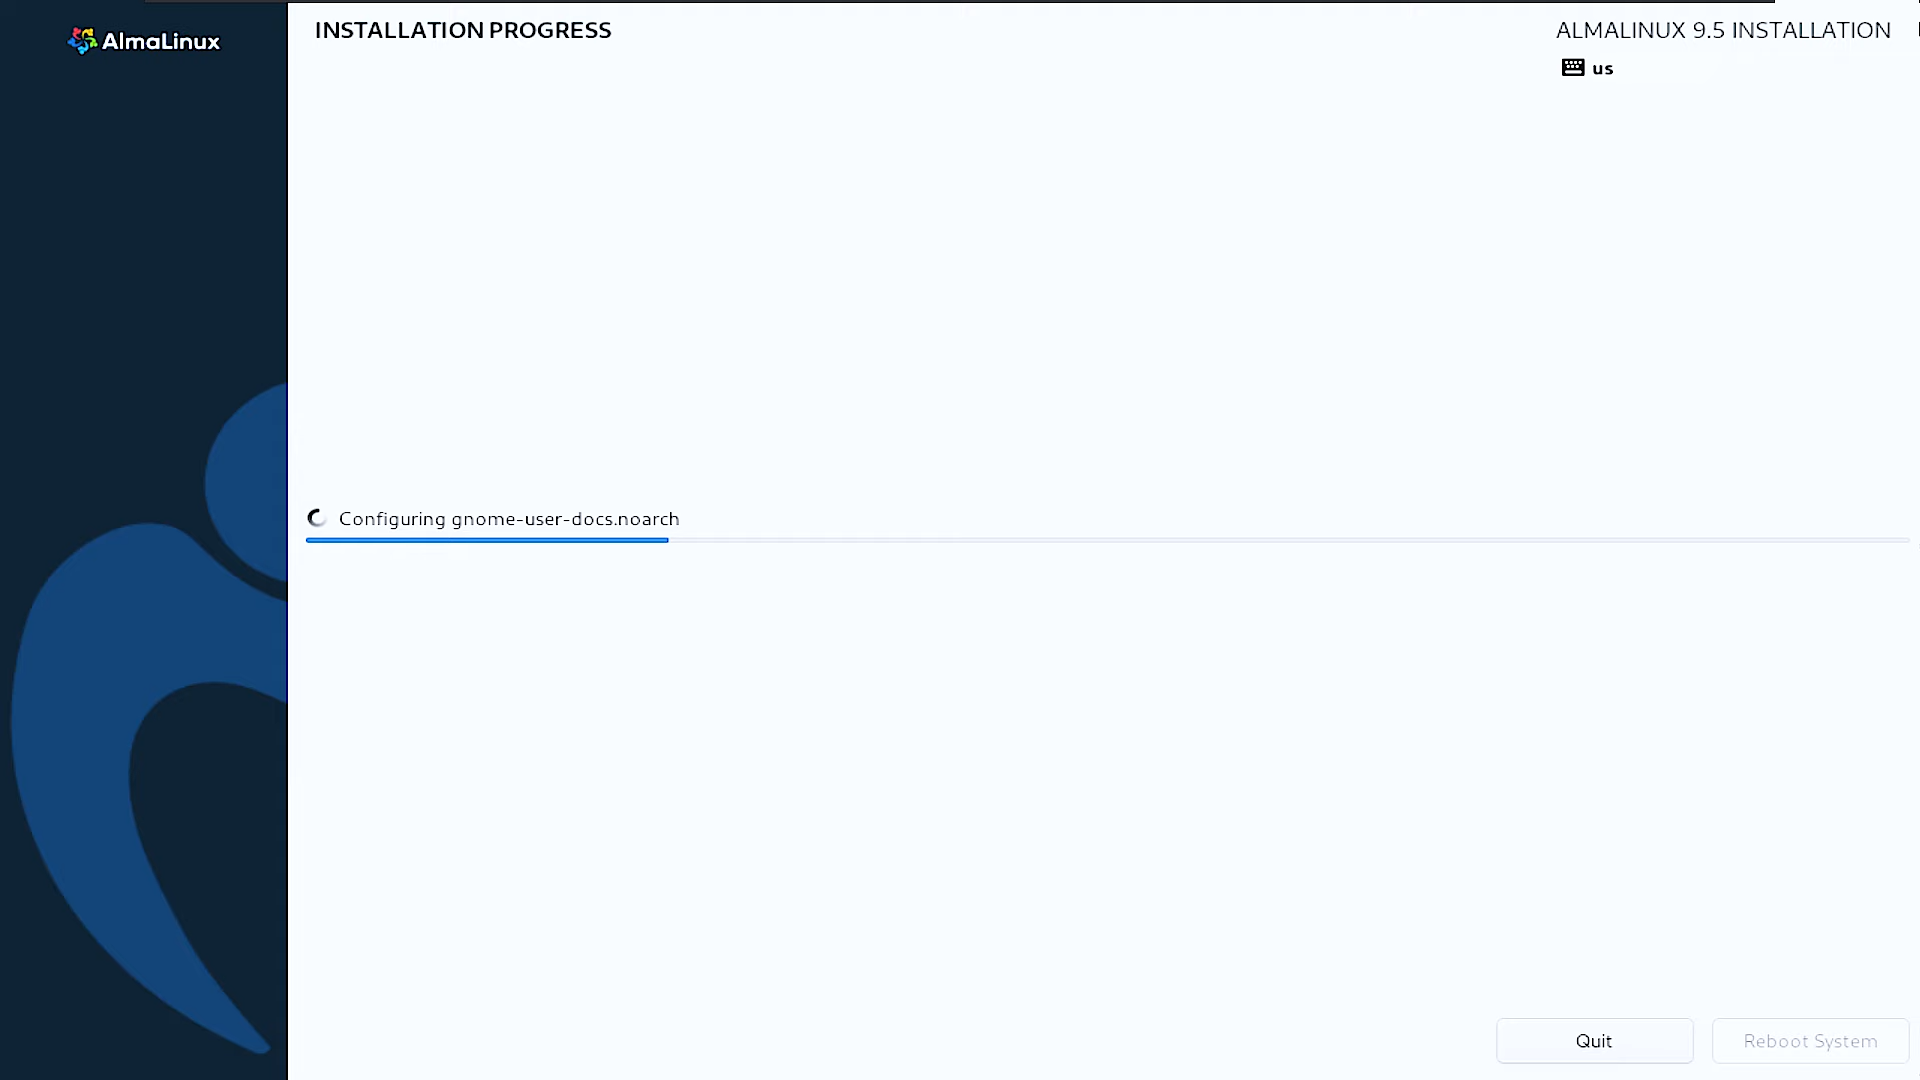 AlmaLinux
INSTALLATION PROGRESS
ALMALINUX 9.5 INSTALLATION
us
Configuring gnome-user-docs.noarch
Quit
Reboot System